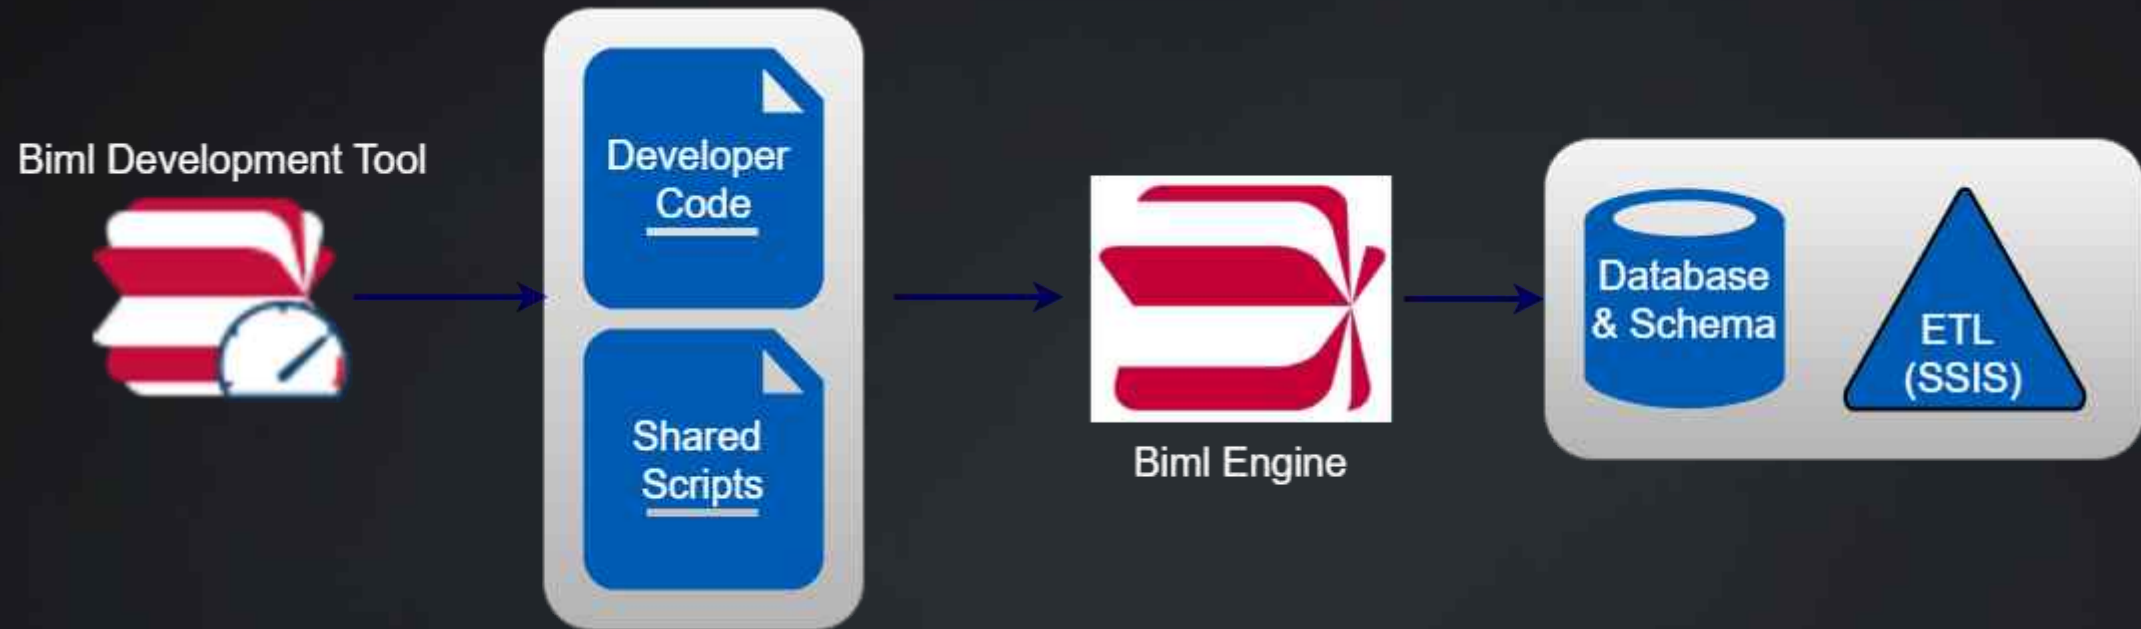 Biml Development Tool
Developer
Code
Shared
Scripts
Biml Engine
Database
& Schema
ETL
(SSIS)